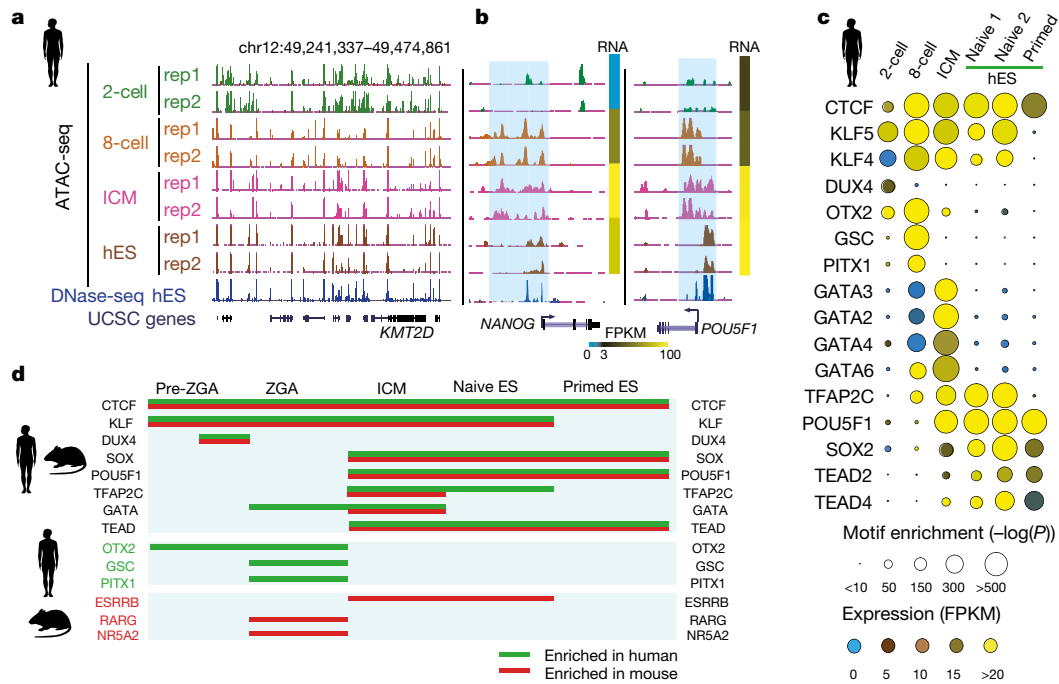 a
chr12:49,241,337–49,474,861
ATAC-seq
2-cell
rep1
rep2
8-cell
rep1
rep2
ICM
rep1
rep2
hES
rep1
rep2
DNase-seq hES
UCSC genes
KMT2D
b
RNA
RNA
NANOG
POU5F1
FPKM
0 3 100
c
2-cell
8-cell
ICM
Naive 1
Naive 2
Primed
hES
CTCF
KLF5
KLF4
DUX4
OTX2
GSC
PITX1
GATA3
GATA2
GATA4
GATA6
TFAP2C
POU5F1
SOX2
TEAD2
TEAD4
Motif enrichment (–log(P))
<10 50 150 300 >500
Expression (FPKM)
0 5 10 15 >20
d
Pre-ZGA ZGA ICM Naive ES Primed ES
CTCF CTCF
KLF KLF
DUX4 DUX4
SOX SOX
POU5F1 POU5F1
TFAP2C TFAP2C
GATA GATA
TEAD TEAD
OTX2 OTX2
GSC GSC
PITX1 PITX1
ESRRB ESRRB
RARG RARG
NR5A2 NR5A2
Enriched in human
Enriched in mouse